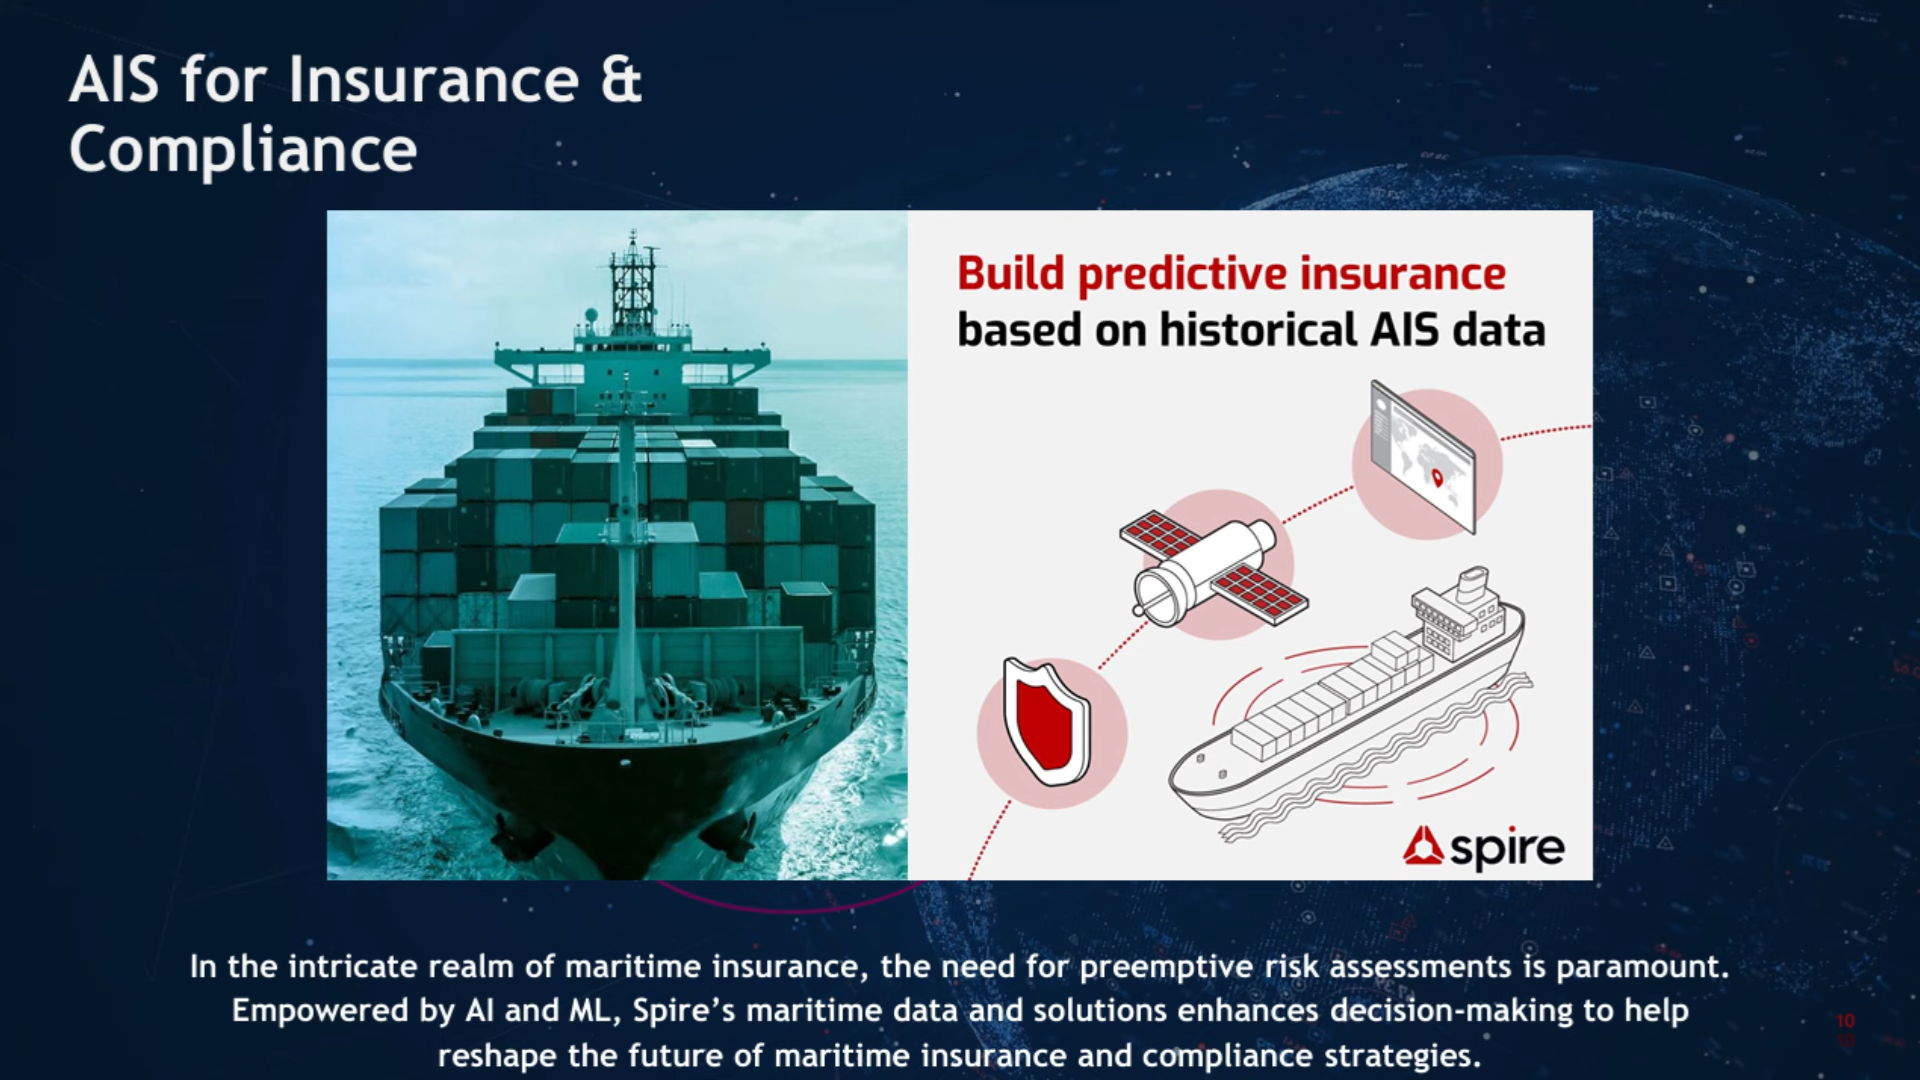 AIS for Insurance &
Compliance
Build predictive insurance
based on historical AIS data
spire
In the intricate realm of maritime insurance, the need for preemptive risk assessments is paramount.
Empowered by AI and ML, Spire's maritime data and solutions enhances decision-making to help
reshape the future of maritime insurance and compliance strategies.
10
10